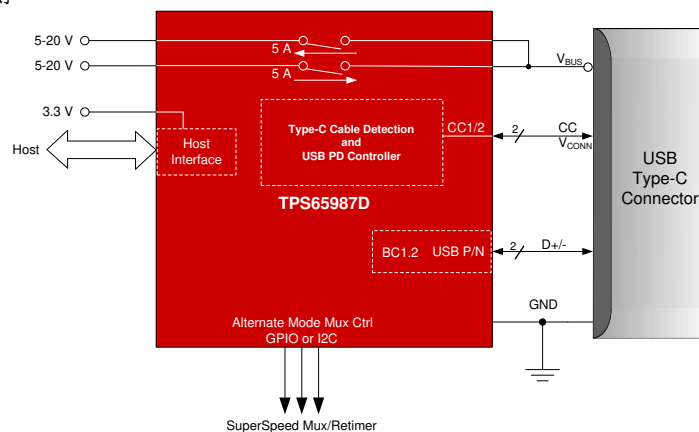 5-20 V
5 A
5-20 V
5 A
VBUS
3.3 V
Host
Host
Interface
Type-C Cable Detection
and
USB PD Controller
CC1/2
2
CC
VCONN
USB
Type-C
Connector
TPS65987D
BC1.2 USB P/N
2
D+/-
GND
Alternate Mode Mux Ctrl
GPIO or I2C
SuperSpeed Mux/Retimer